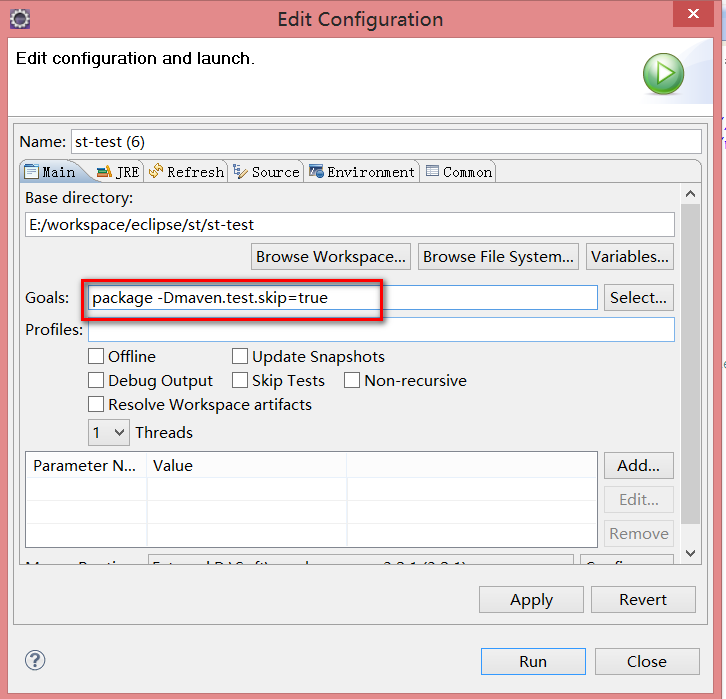 Edit Configuration
Edit configuration and launch.
Name: st-test (6)
Main JRE Refresh Source Environment Common
Base directory:
E:/workspace/eclipse/st/st-test
Browse Workspace... Browse File System... Variables...
Goals: package -Dmaven.test.skip=true Select...
Profiles:
Offline Update Snapshots
Debug Output Skip Tests Non-recursive
Resolve Workspace artifacts
1 Threads
Parameter N... Value Add...
Edit...
Remove
Apply Revert
? Run Close